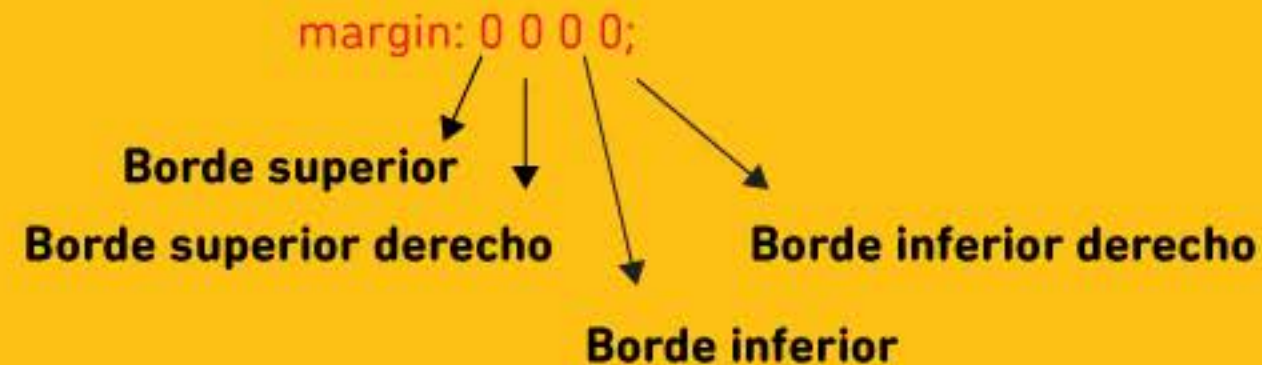 margin: 0 0 0 0;
Borde superior
Borde superior derecho
Borde inferior derecho
Borde inferior